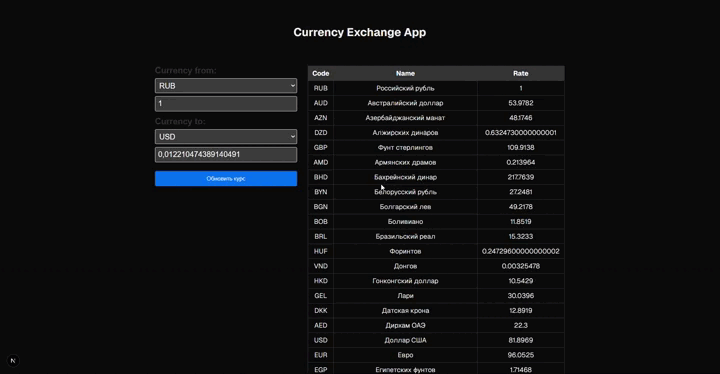 Currency Exchange App
Currency from:
RUB
1
Currency to:
USD
0,012210474389140491
Обновить курс
Code Name Rate
RUB Российский рубль 1
AUD Австралийский доллар 53.9782
AZN Азербайджанский манат 48.1746
DZD Алжирских динаров 0.6324730000000001
GBP Фунт стерлингов 109.9138
AMD Армянских драмов 0.213964
BHD Бахрейнский динар 217.7639
BYN Белорусский рубль 27.2481
BGN Болгарский лев 49.2178
BOB Боливиано 11.8519
BRL Бразильский реал 15.3233
HUF Форинтов 0.24729600000000002
VND Донгов 0.00325478
HKD Гонконгский доллар 10.5429
GEL Лари 30.0396
DKK Датская крона 12.8919
AED Дирхам ОАЭ 22.3
USD Доллар США 81.8969
EUR Евро 96.0525
EGP Египетских фунтов 1.71468
N